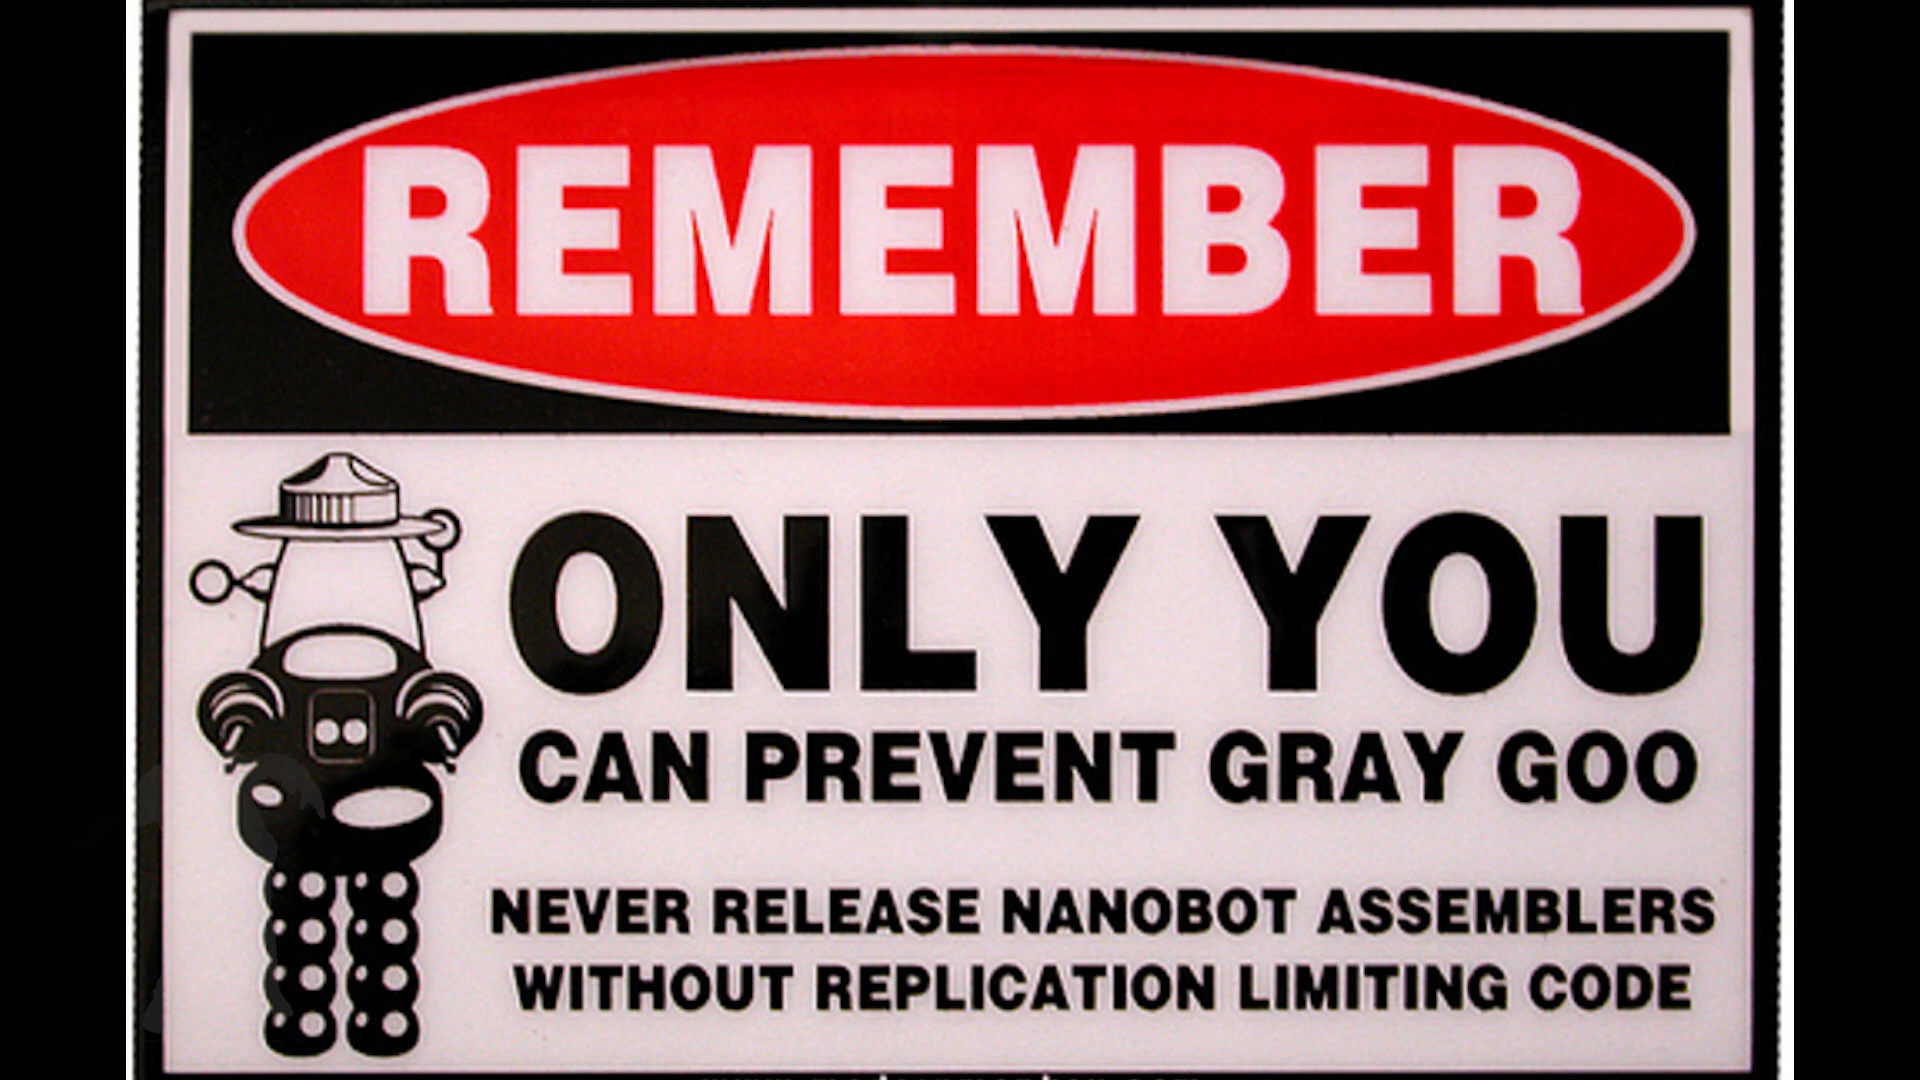 REMEMBER
ONLY YOU
CAN PREVENT GRAY GOO
NEVER RELEASE NANOBOT ASSEMBLERS
WITHOUT REPLICATION LIMITING CODE